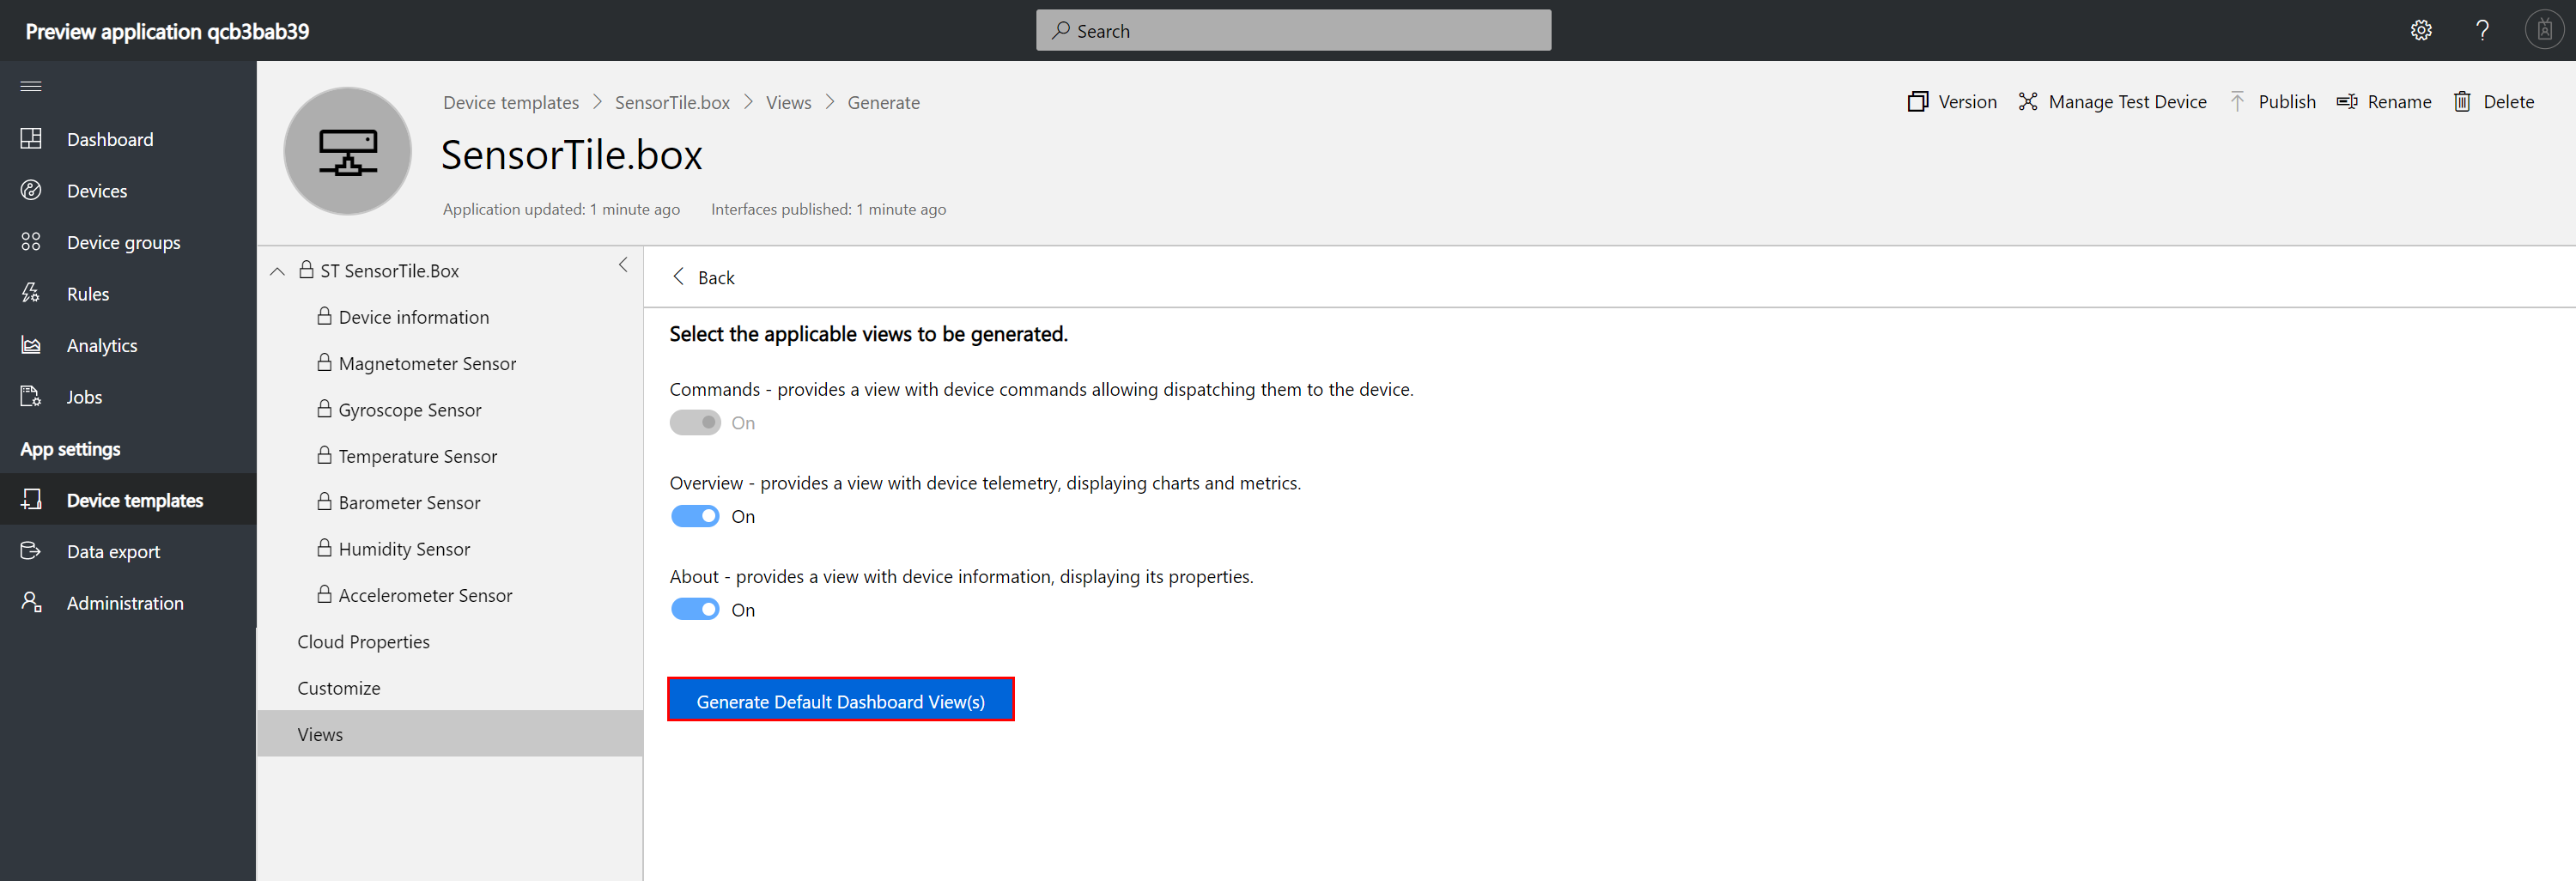 Preview application qcb3bab39
Search
?
Dashboard
Devices
Device groups
Rules
Analytics
Jobs
App settings
Device templates
Data export
Administration
Device templates > SensorTile.box > Views > Generate
SensorTile.box
Application updated: 1 minute ago Interfaces published: 1 minute ago
Version Manage Test Device Publish Rename Delete
ST SensorTile.Box
Device information
Magnetometer Sensor
Gyroscope Sensor
Temperature Sensor
Barometer Sensor
Humidity Sensor
Accelerometer Sensor
Cloud Properties
Customize
Views
Back
Select the applicable views to be generated.
Commands - provides a view with device commands allowing dispatching them to the device.
On
Overview - provides a view with device telemetry, displaying charts and metrics.
On
About - provides a view with device information, displaying its properties.
On
Generate Default Dashboard View(s)